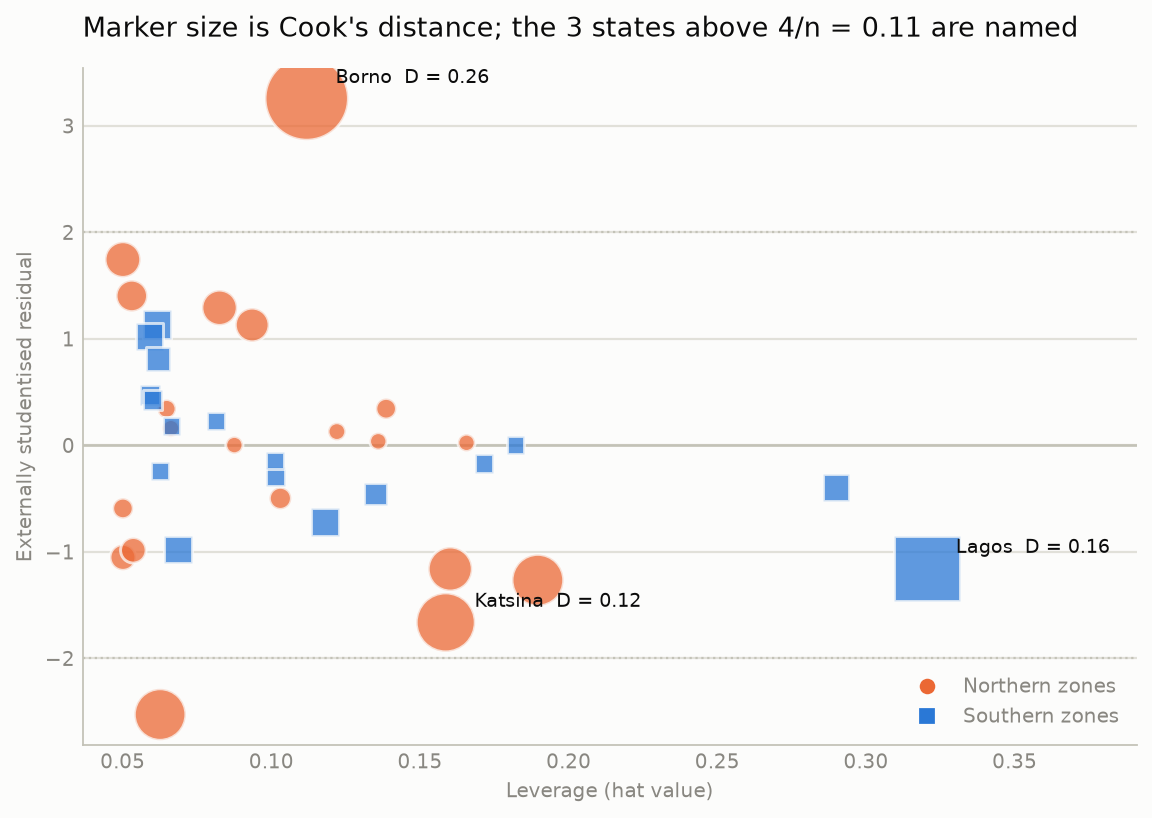 Marker size is Cook's distance; the 3 states above 4/n = 0.11 are named
Borno  D = 0.26
3
2
1
0
−1
−2
Externally studentised residual
Lagos  D = 0.16
Katsina  D = 0.12
Northern zones
Southern zones
0.05
0.10
0.15
0.20
0.25
0.30
0.35
Leverage (hat value)